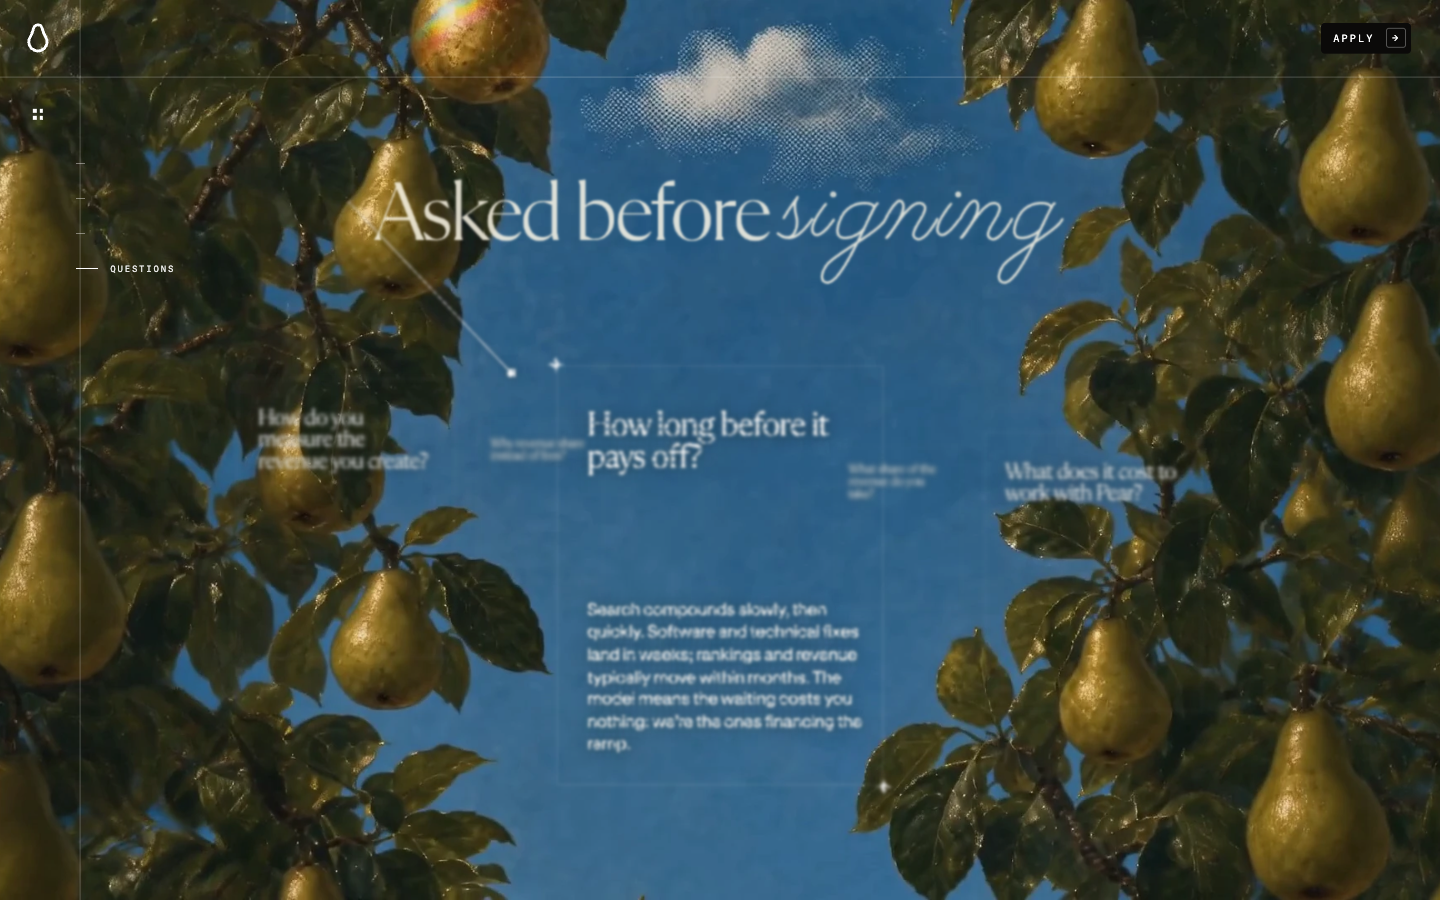 APPLY
Asked before signing
QUESTIONS
How do you
measure the
revenue you create?
How long before it
pays off?
What does it cost to
work with Pear?
Search compounds slowly, then
quickly. Software and technical fixes
land in weeks; rankings and revenue
typically move within months. The
model means the waiting costs you
nothing: we're the ones financing the
ramp.